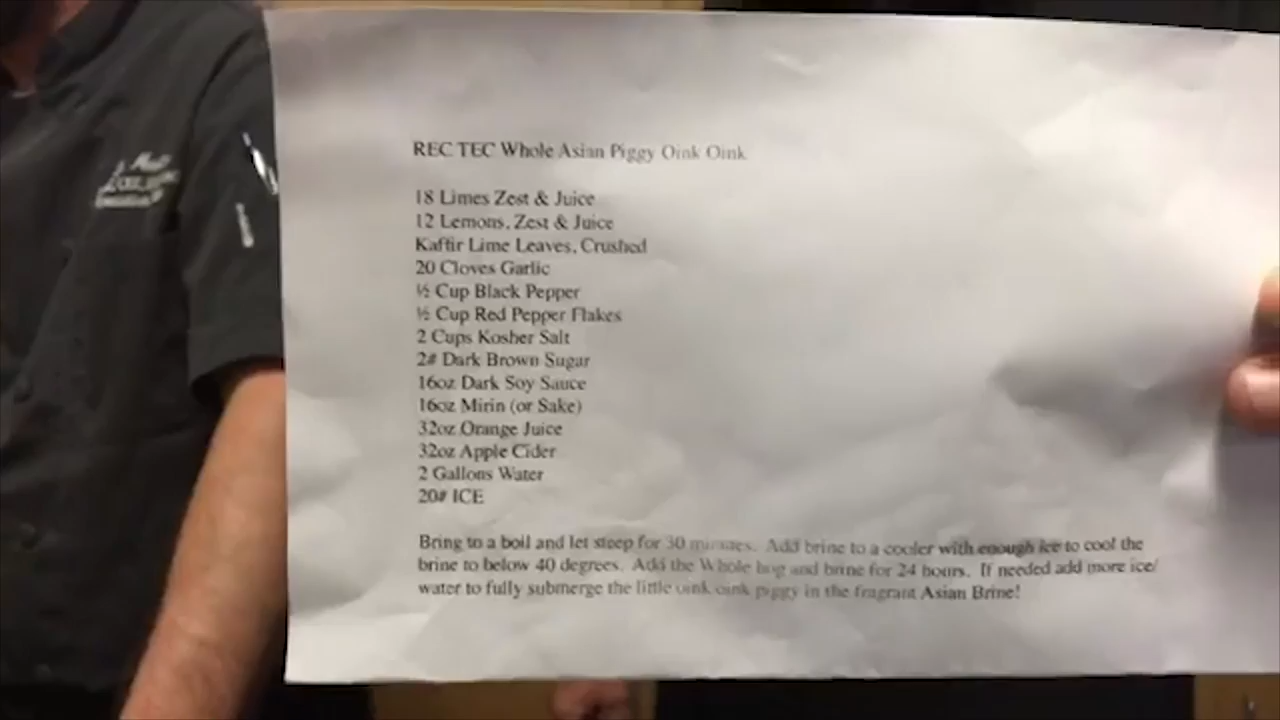 REC TEC Whole Asian Piggy Oink Oink
18 Limes Zest & Juice
12 Lemons, Zest & Juice
Kaffir Lime Leaves, Crushed
20 Cloves Garlic
½ Cup Black Pepper
½ Cup Red Pepper Flakes
2 Cups Kosher Salt
2# Dark Brown Sugar
16oz Dark Soy Sauce
16oz Mirin (or Sake)
32oz Orange Juice
32oz Apple Cider
2 Gallons Water
20# ICE
Bring to a boil and let steep for 30 minutes. Add brine to a cooler with enough ice to cool the
brine to below 40 degrees. Add the Whole hog and brine for 24 hours. If needed add more ice/
water to fully submerge the little oink oink piggy in the fragrant Asian Brine!